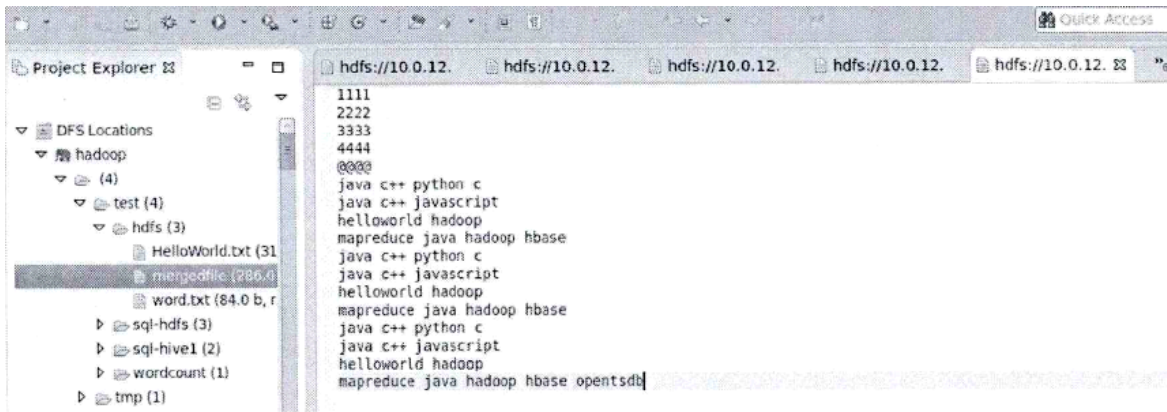 Quick Access
Project Explorer
hdfs://10.0.12. hdfs://10.0.12. hdfs://10.0.12. hdfs://10.0.12. hdfs://10.0.12.
DFS Locations
hadoop
(4)
test (4)
hdfs (3)
HelloWorld.txt (31
mergedfile (286.0
word.txt (84.0 b, r
sql-hdfs (3)
sql-hive1 (2)
wordcount (1)
tmp (1)
1111
2222
3333
4444
@@@@
java c++ python c
java c++ javascript
helloworld hadoop
mapreduce java hadoop hbase
java c++ python c
java c++ javascript
helloworld hadoop
mapreduce java hadoop hbase
java c++ python c
java c++ javascript
helloworld hadoop
mapreduce java hadoop hbase opentsdb